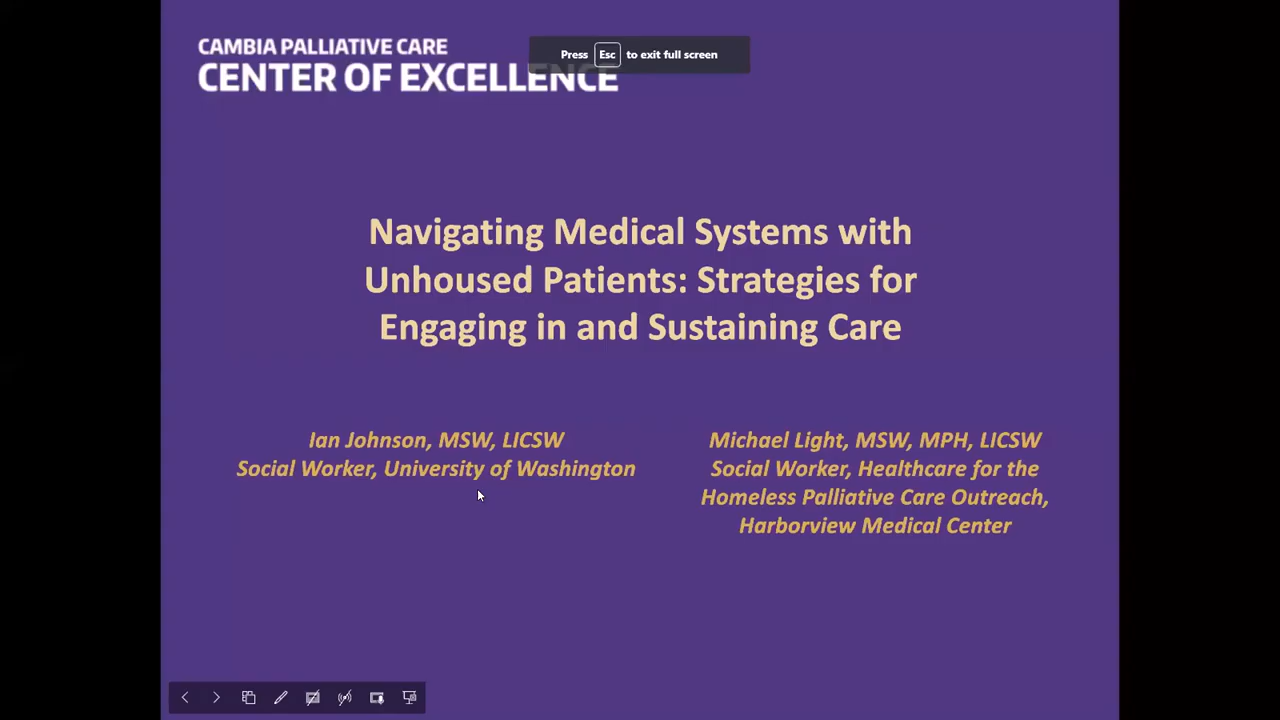 CAMBIA PALLIATIVE CARE
CENTER OF EXCELLENCE
Press Esc to exit full screen
Navigating Medical Systems with
Unhoused Patients: Strategies for
Engaging in and Sustaining Care
Ian Johnson, MSW, LICSW
Social Worker, University of Washington
Michael Light, MSW, MPH, LICSW
Social Worker, Healthcare for the
Homeless Palliative Care Outreach,
Harborview Medical Center